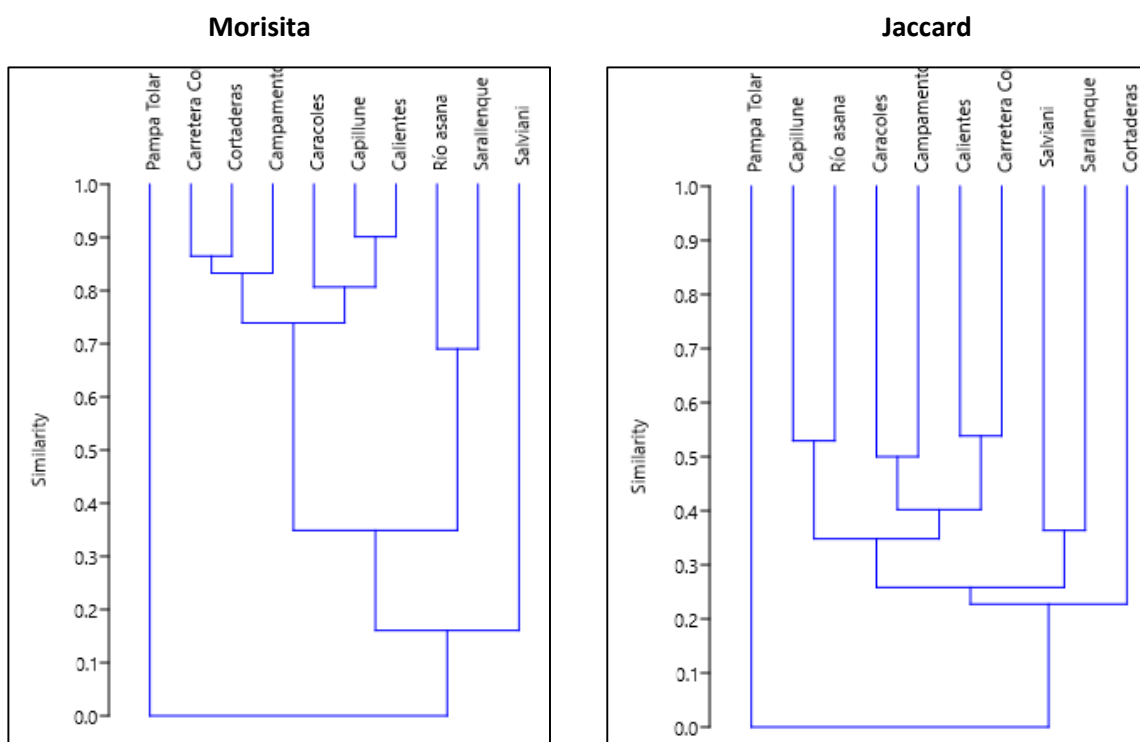 Morisita
Jaccard
Pampa Tolar
Carretera Co
Cortaderas
Campamento
Caracoles
Capillune
Calientes
Río asana
Sarallenque
Salviani
1.0
0.9
0.8
0.7
0.6
0.5
0.4
0.3
0.2
0.1
0.0
Similarity
Pampa Tolar
Capillune
Río asana
Caracoles
Campamento
Calientes
Carretera Co
Salviani
Sarallenque
Cortaderas
1.0
0.9
0.8
0.7
0.6
0.5
0.4
0.3
0.2
0.1
0.0
Similarity